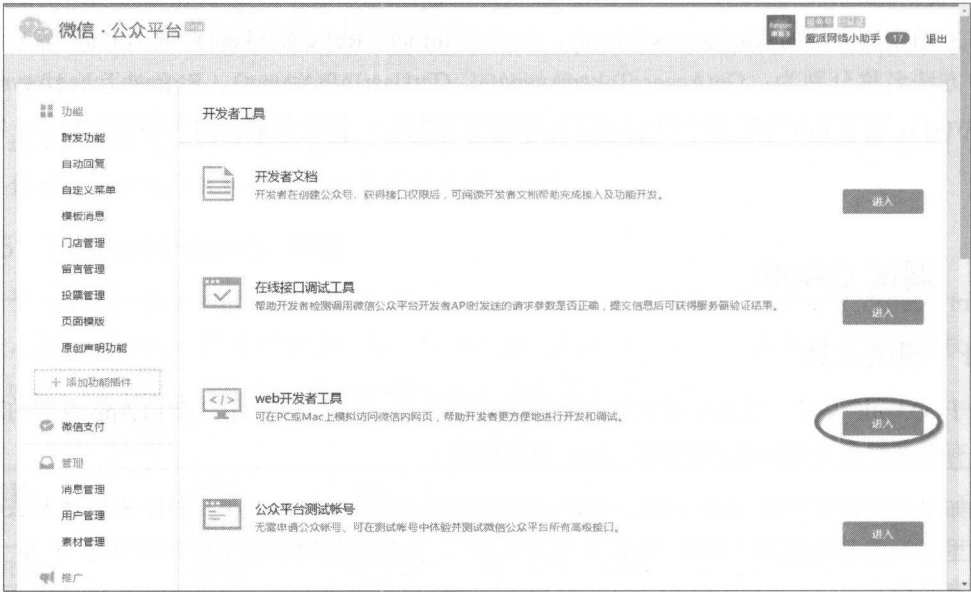 微信·公众平台
服务号 已认证
盛派网络小助手 17 退出
功能
群发功能
自动回复
自定义菜单
模板消息
门店管理
留言管理
投票管理
页面模版
原创声明功能
+ 添加功能插件
微信支付
管理
消息管理
用户管理
素材管理
推广
开发者工具
开发者文档
开发者在创建公众号、获得接口权限后,可阅读开发者文档帮助完成接入及功能开发。
进入
在线接口调试工具
帮助开发者检测调用微信公众平台开发者API时发送的请求参数是否正确,提交信息后可获得服务器验证结果。
进入
web开发者工具
可在PC或Mac上模拟访问微信内网页,帮助开发者更方便地进行开发和调试。
进入
公众平台测试帐号
无需申请公众帐号、可在测试帐号中体验并测试微信公众平台所有高级接口。
进入